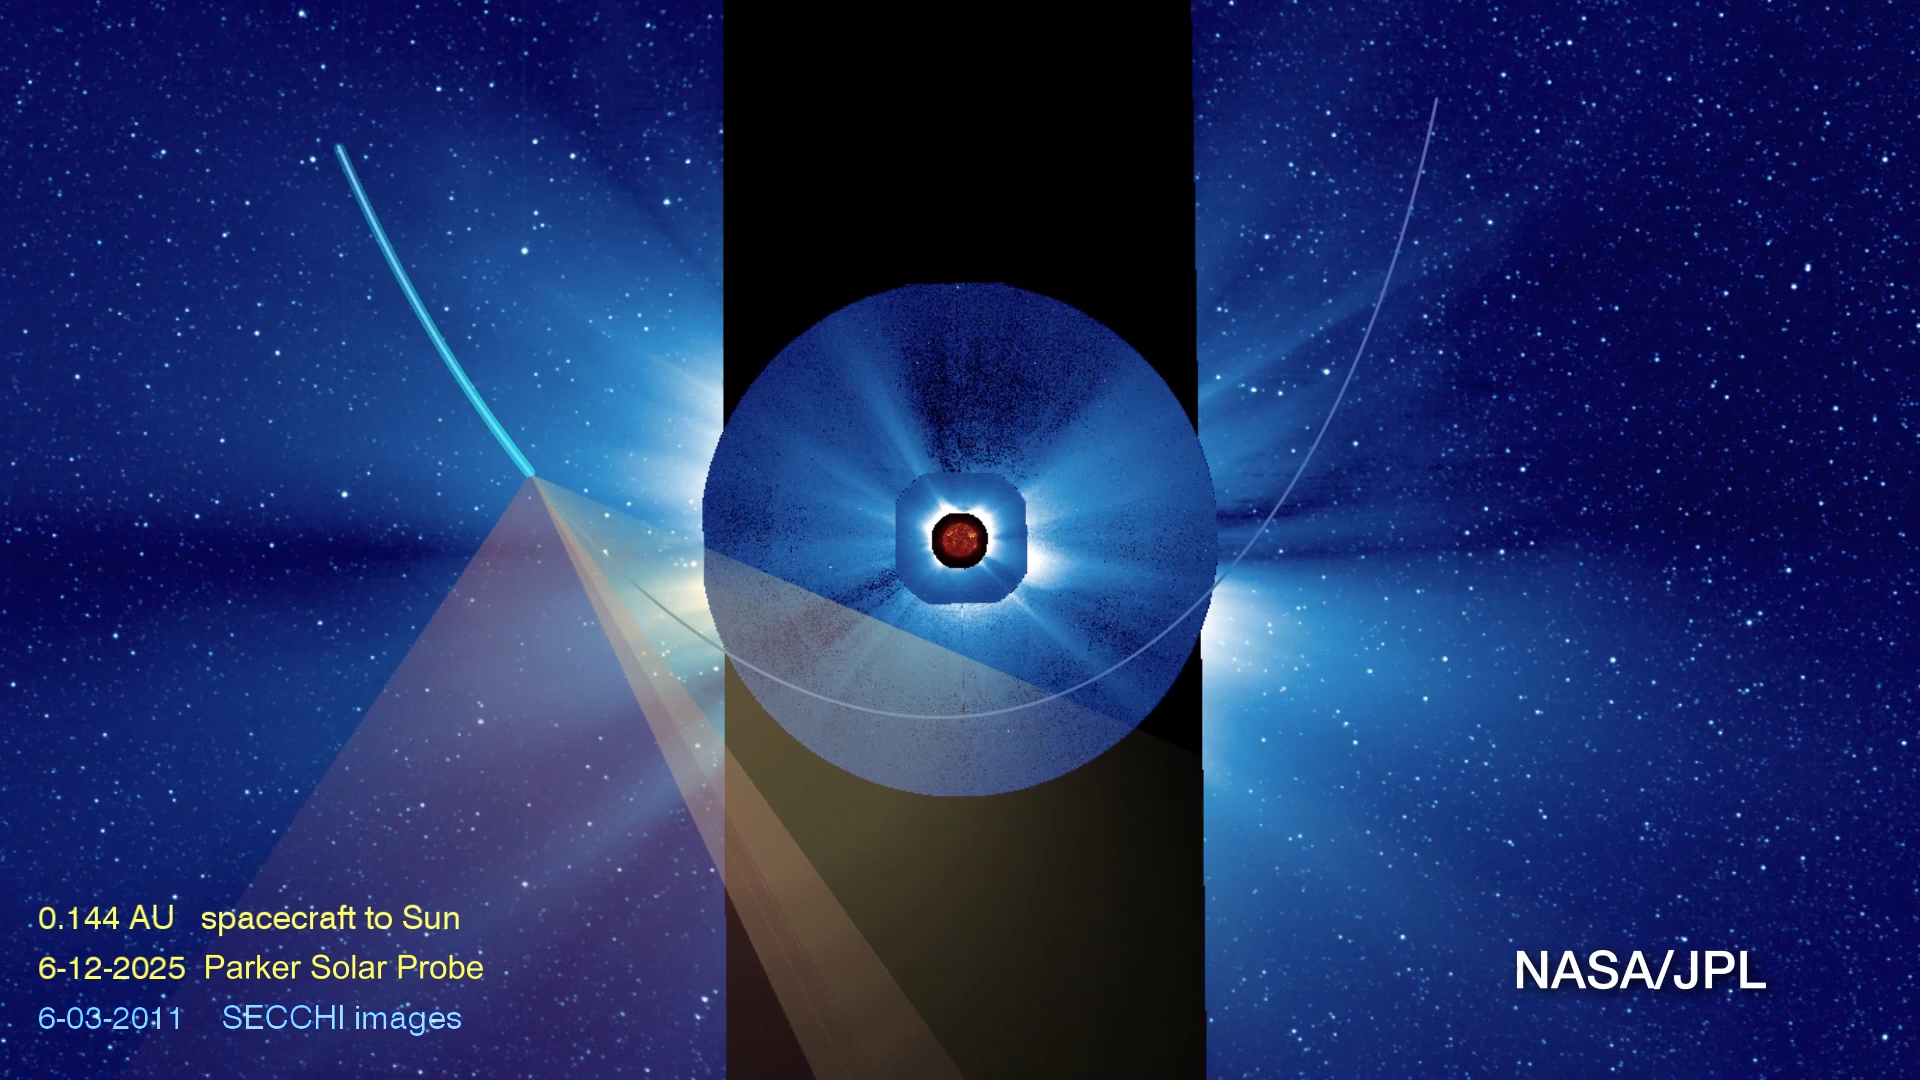 0.144 AU spacecraft to Sun
6-12-2025 Parker Solar Probe
6-03-2011 SECCHI images
NASA/JPL